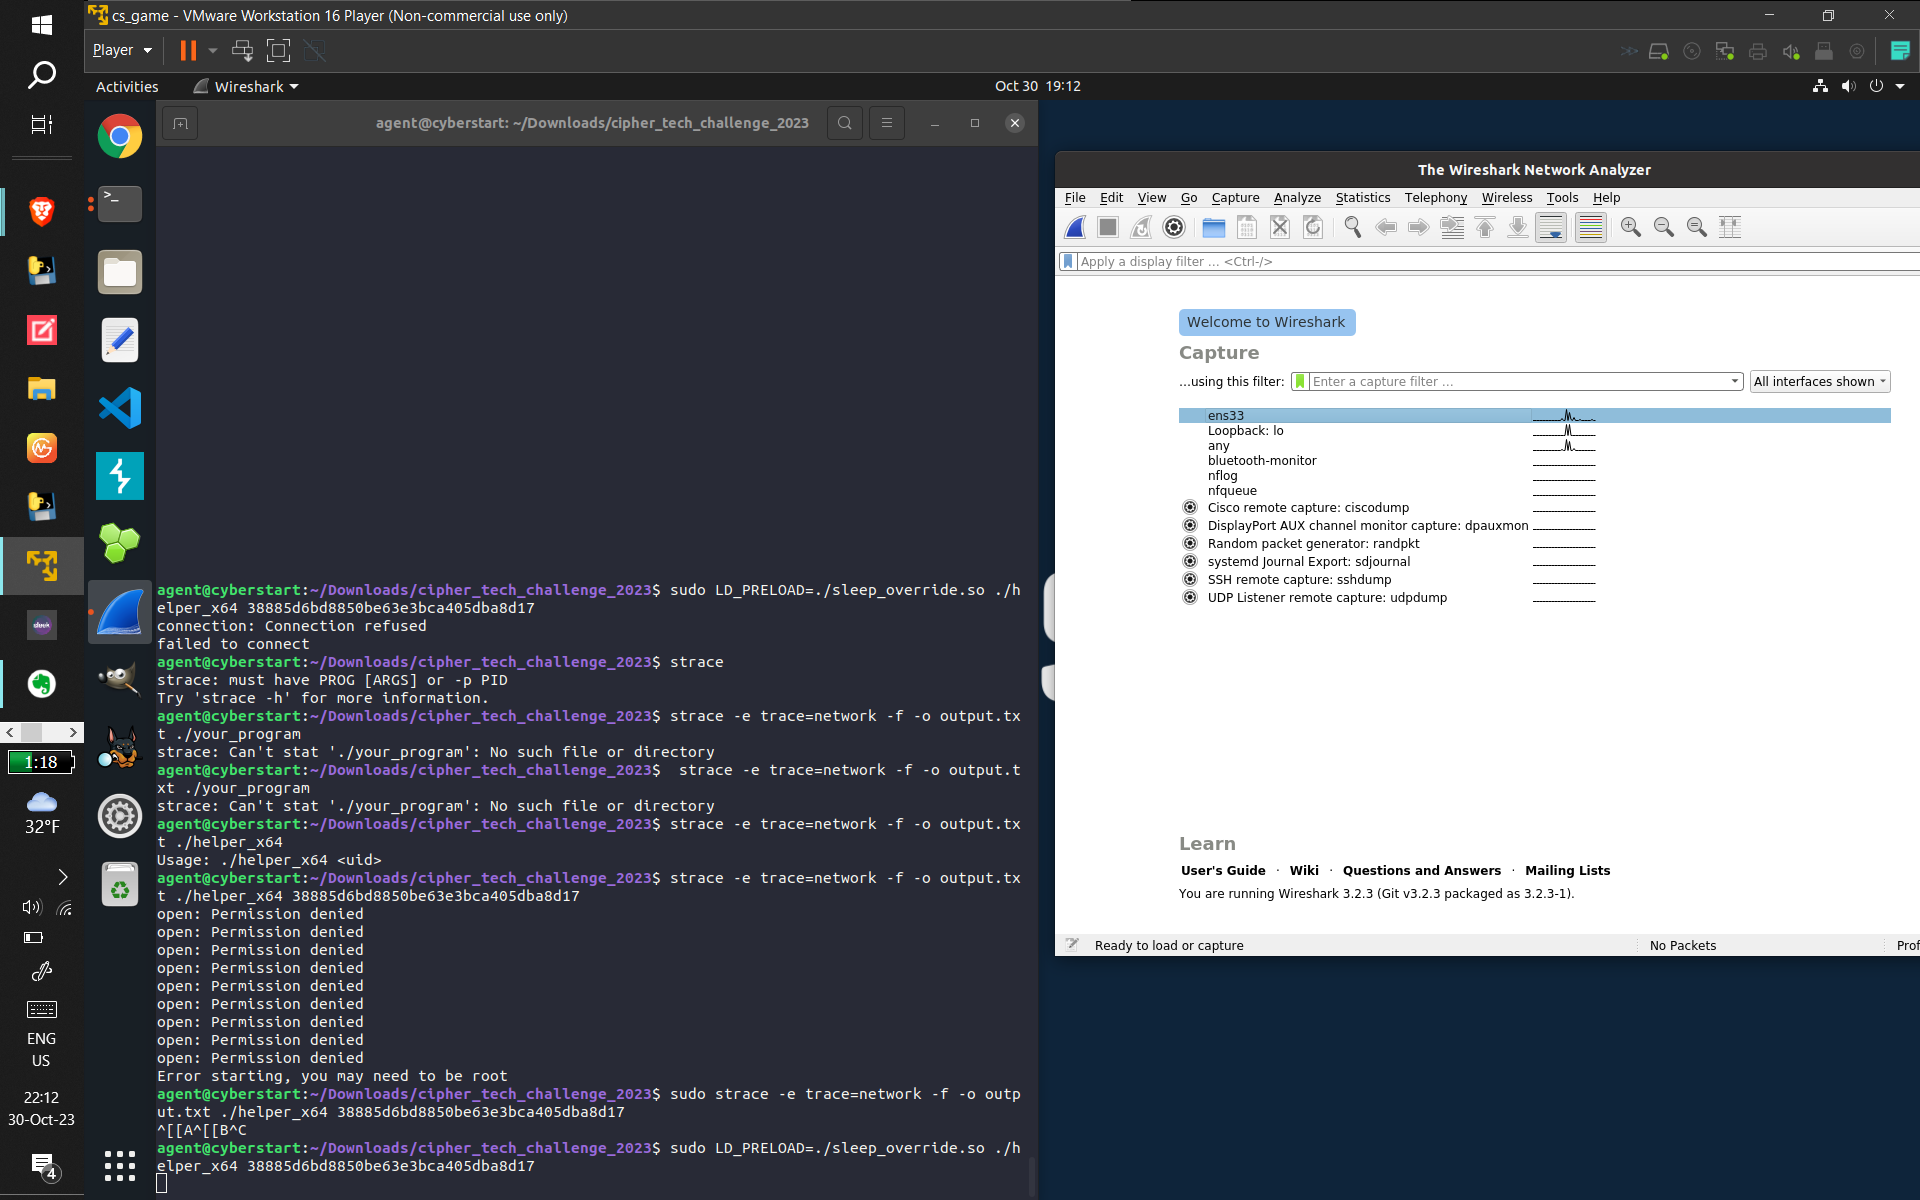 cs_game - VMware Workstation 16 Player (Non-commercial use only)
Player
Activities
Wireshark
Oct 30 19:12
agent@cyberstart: ~/Downloads/cipher_tech_challenge_2023
agent@cyberstart:~/Downloads/cipher_tech_challenge_2023$ sudo LD_PRELOAD=./sleep_override.so ./h
elper_x64 38885d6bd8850be63e3bca405dba8d17
connection: Connection refused
failed to connect
agent@cyberstart:~/Downloads/cipher_tech_challenge_2023$ strace
strace: must have PROG [ARGS] or -p PID
Try 'strace -h' for more information.
agent@cyberstart:~/Downloads/cipher_tech_challenge_2023$ strace -e trace=network -f -o output.tx
t ./your_program
strace: Can't stat './your_program': No such file or directory
agent@cyberstart:~/Downloads/cipher_tech_challenge_2023$  strace -e trace=network -f -o output.t
xt ./your_program
strace: Can't stat './your_program': No such file or directory
agent@cyberstart:~/Downloads/cipher_tech_challenge_2023$ strace -e trace=network -f -o output.tx
t ./helper_x64
Usage: ./helper_x64 <uid>
agent@cyberstart:~/Downloads/cipher_tech_challenge_2023$ strace -e trace=network -f -o output.tx
t ./helper_x64 38885d6bd8850be63e3bca405dba8d17
open: Permission denied
open: Permission denied
open: Permission denied
open: Permission denied
open: Permission denied
open: Permission denied
open: Permission denied
open: Permission denied
open: Permission denied
Error starting, you may need to be root
agent@cyberstart:~/Downloads/cipher_tech_challenge_2023$ sudo strace -e trace=network -f -o outp
ut.txt ./helper_x64 38885d6bd8850be63e3bca405dba8d17
^[[A^[[B^C
agent@cyberstart:~/Downloads/cipher_tech_challenge_2023$ sudo LD_PRELOAD=./sleep_override.so ./h
elper_x64 38885d6bd8850be63e3bca405dba8d17
The Wireshark Network Analyzer
File Edit View Go Capture Analyze Statistics Telephony Wireless Tools Help
Apply a display filter ... <Ctrl-/>
Welcome to Wireshark
Capture
...using this filter: Enter a capture filter ... All interfaces shown
ens33
Loopback: lo
any
bluetooth-monitor
nflog
nfqueue
Cisco remote capture: ciscodump
DisplayPort AUX channel monitor capture: dpauxmon
Random packet generator: randpkt
systemd Journal Export: sdjournal
SSH remote capture: sshdump
UDP Listener remote capture: udpdump
Learn
User's Guide · Wiki · Questions and Answers · Mailing Lists
You are running Wireshark 3.2.3 (Git v3.2.3 packaged as 3.2.3-1).
Ready to load or capture
No Packets
Prof
1:18
32°F
ENG
US
22:12
30-Oct-23
4